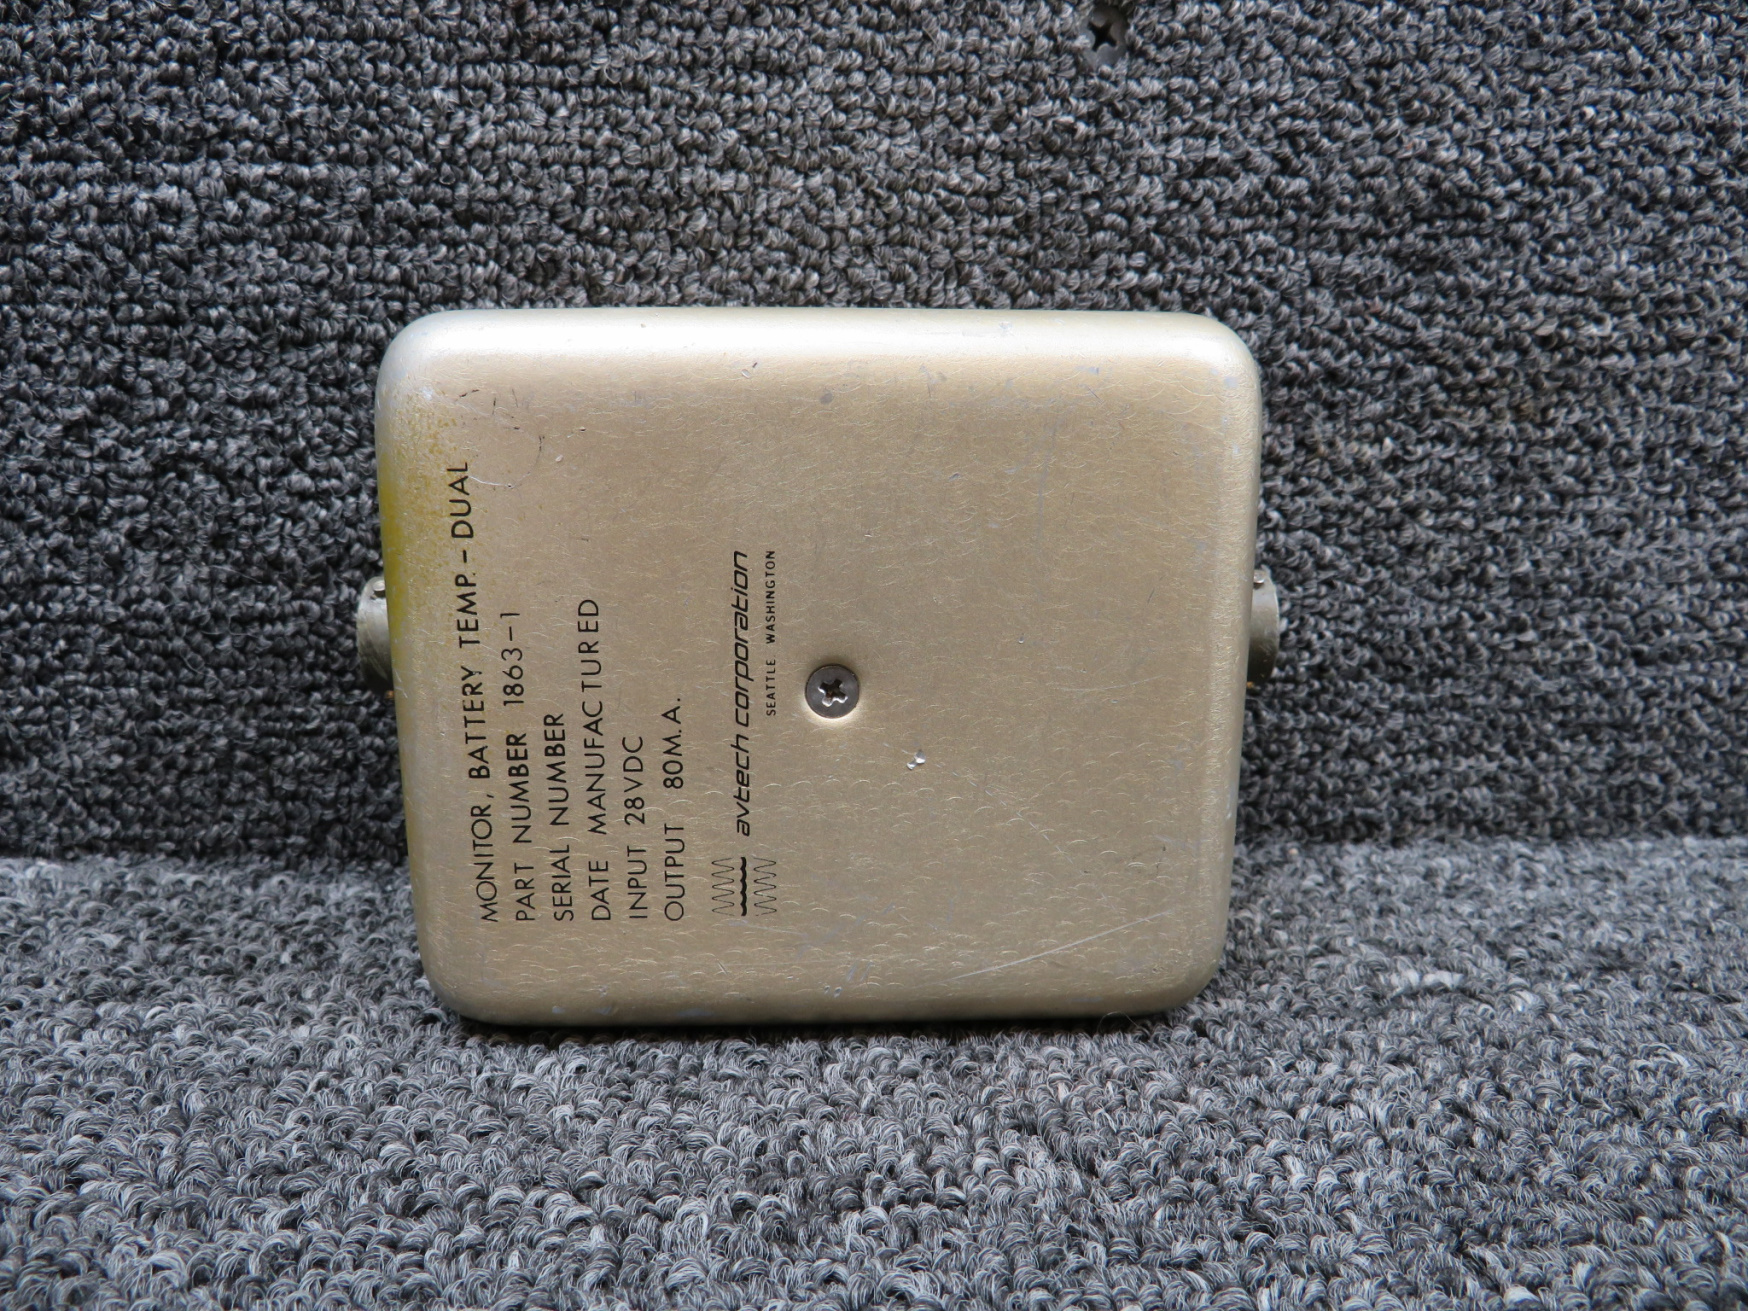 MONITOR, BATTERY TEMP. - DUAL
PART NUMBER 1863-1
SERIAL NUMBER
DATE MANUFACTURED
INPUT 28VDC
OUTPUT 80M.A.
avtech corporation
SEATTLE WASHINGTON